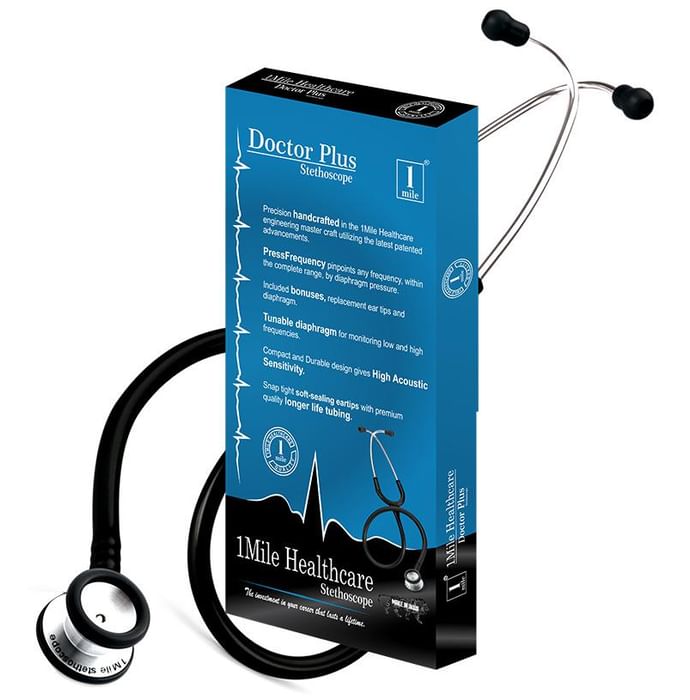 1Mile Healthcare
Doctor Plus
Doctor Plus
Stethoscope
1
mile
®
Precision handcrafted in the 1Mile Healthcare
engineering master craft utilizing the latest patented
advancements.
PressFrequency pinpoints any frequency, within
the complete range, by diaphragm pressure.
Included bonuses, replacement ear tips and
diaphragm.
Tunable diaphragm for monitoring low and high
frequencies.
Compact and Durable design gives High Acoustic
Sensitivity.
Snap tight soft-sealing eartips with premium
quality longer life tubing.
1
mile
1Mile Healthcare
Stethoscope
The investment in your career that lasts a lifetime.
1Mile Healthcare
Doctor Plus
1
mile
1Mile stethoscope